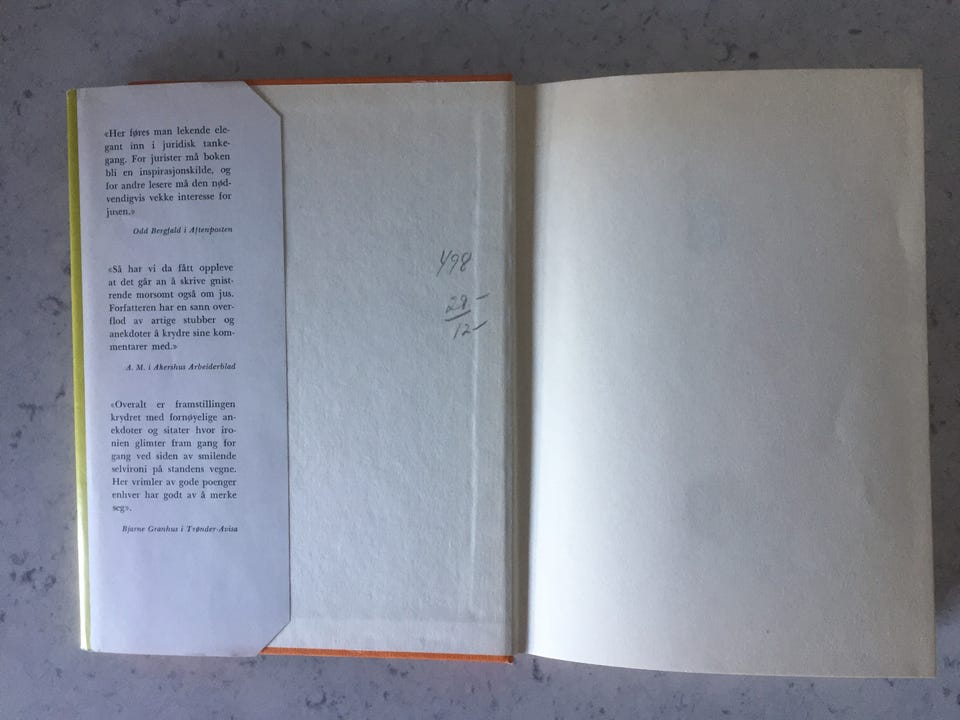 «Her føres man lekende ele-
gant inn i juridisk tanke-
gang. For jurister må boken
bli en inspirasjonskilde, og
for andre lesere må den nød-
vendigvis vekke interesse for
jusen.»
Odd Bergfald i Aftenposten
«Så har vi da fått oppleve
at det går an å skrive gnist-
rende morsomt også om jus.
Forfatteren har en sann over-
flod av artige stubber og
anekdoter å krydre sine kom-
mentarer med.»
A. M. i Akershus Arbeiderblad
«Overalt er framstillingen
krydret med fornøyelige an-
ekdoter og sitater hvor iro-
nien glimter fram gang for
gang ved siden av smilende
selvironi på standens vegne.
Her vrimler av gode poenger
enhver har godt av å merke
seg».
Bjarne Granhus i Trønder-Avisa
498
12-